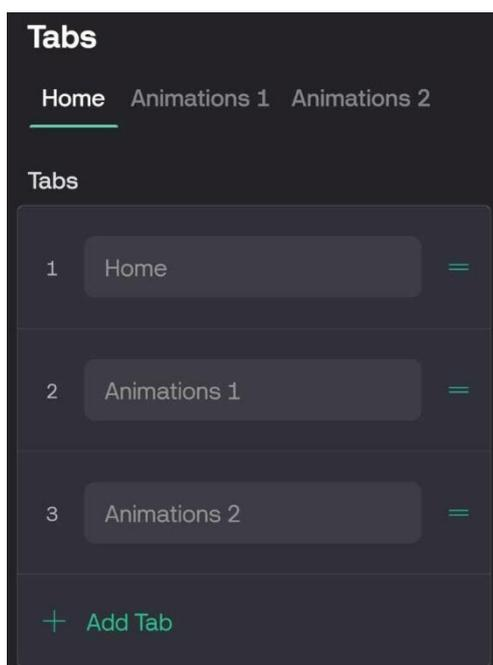 Tabs
Home Animations 1 Animations 2
Tabs
1 Home
2 Animations 1
3 Animations 2
+ Add Tab